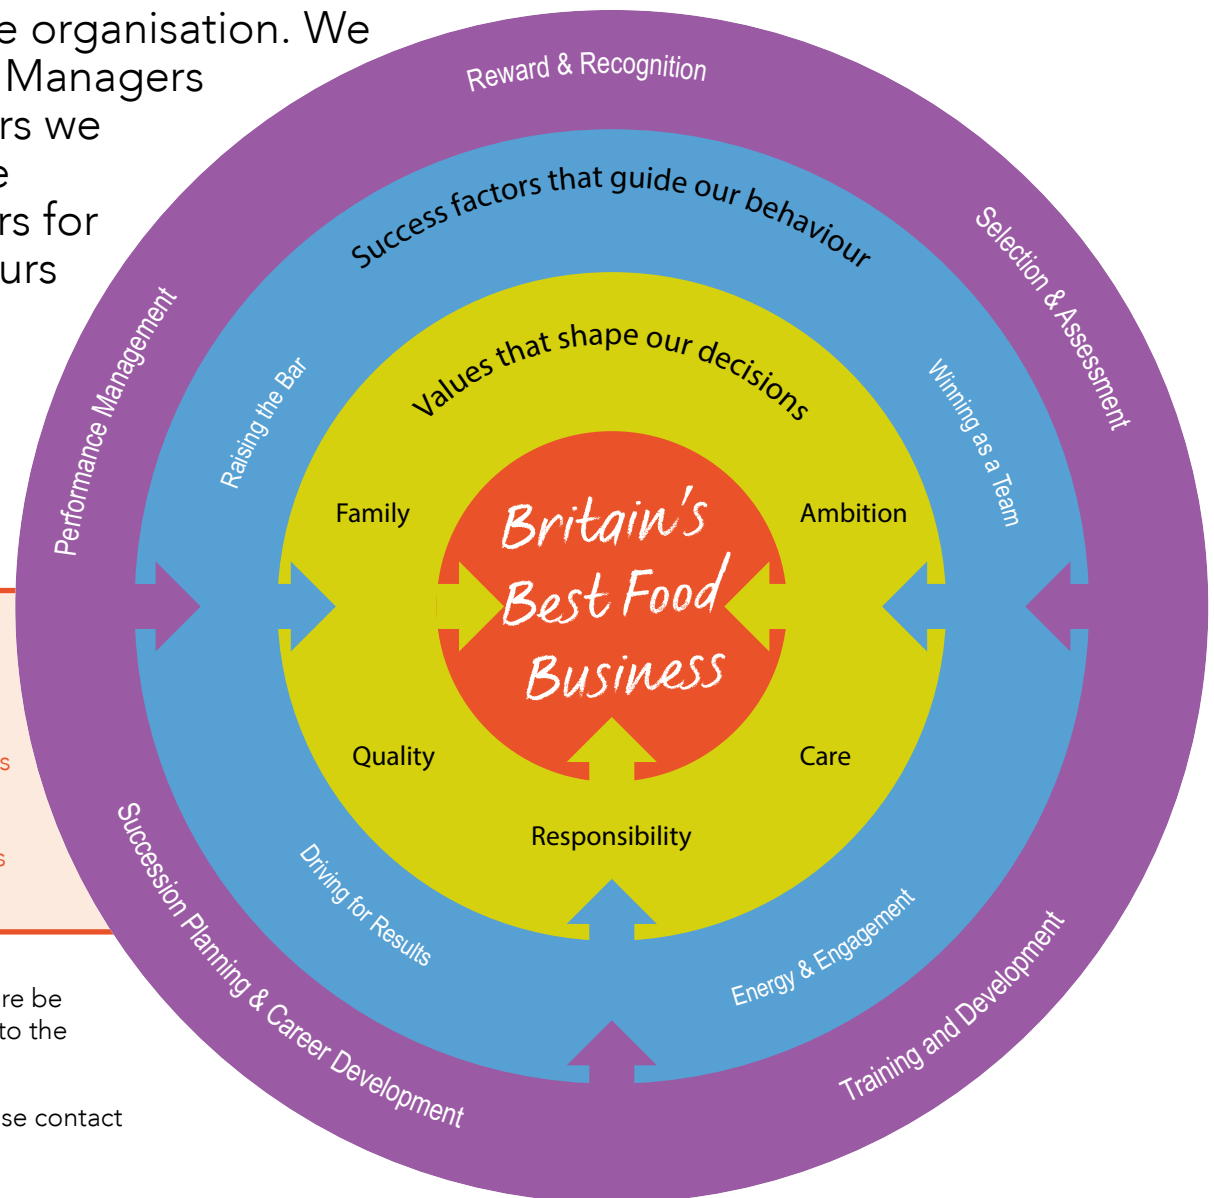 e organisation. We
Managers
rs we
e
rs for
urs
s
s
re be
to the
se contact
Reward & Recognition
Selection & Assessment
Training and Development
Succession Planning & Career Development
Performance Management
Success factors that guide our behaviour
Raising the Bar
Winning as a Team
Energy & Engagement
Driving for Results
Values that shape our decisions
Family
Ambition
Quality
Care
Responsibility
Britain's
Best Food
Business